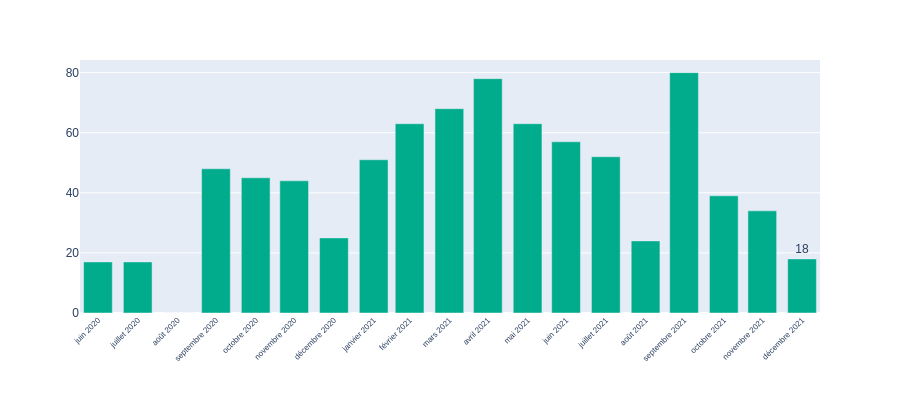 80
60
40
20
0
18
juin 2020
juillet 2020
août 2020
septembre 2020
octobre 2020
novembre 2020
décembre 2020
janvier 2021
février 2021
mars 2021
avril 2021
mai 2021
juin 2021
juillet 2021
août 2021
septembre 2021
octobre 2021
novembre 2021
décembre 2021